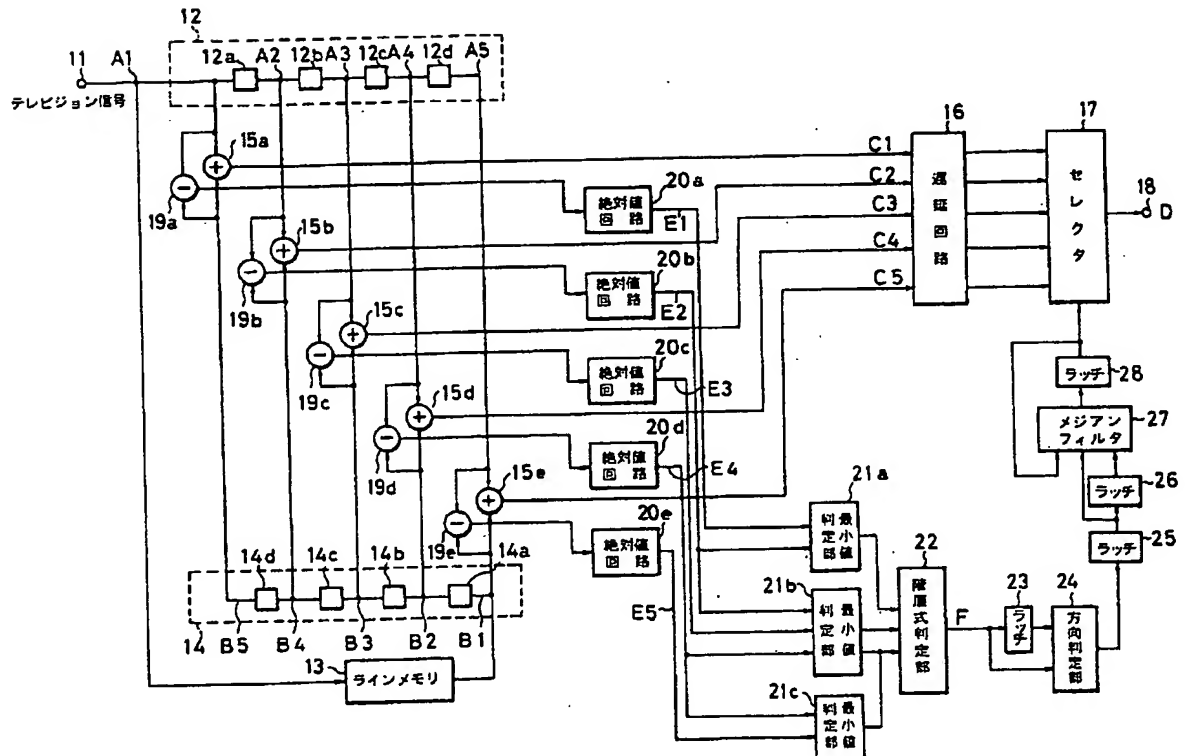 12
11
A1
12a
A2
12b
A3
12c
A4
12d
A5
テレビジョン信号
15a
19a
16
17
C1
C2
C3
C4
C5
遅延回路
セレクタ
18
D
20a
絶対値
回路
E1
15b
19b
20b
絶対値
回路
E2
15c
19c
20c
絶対値
回路
E3
28
ラッチ
15d
19d
20d
絶対値
回路
E4
27
メジアン
フィルタ
26
ラッチ
15e
19e
20e
絶対値
回路
E5
21a
最小値
判定部
25
ラッチ
14d
14c
14b
14a
21b
最小値
判定部
22
階層式判定部
F
23
ラッチ
24
方向判定部
14
B5
B4
B3
B2
B1
13
ラインメモリ
21c
最小値
判定部